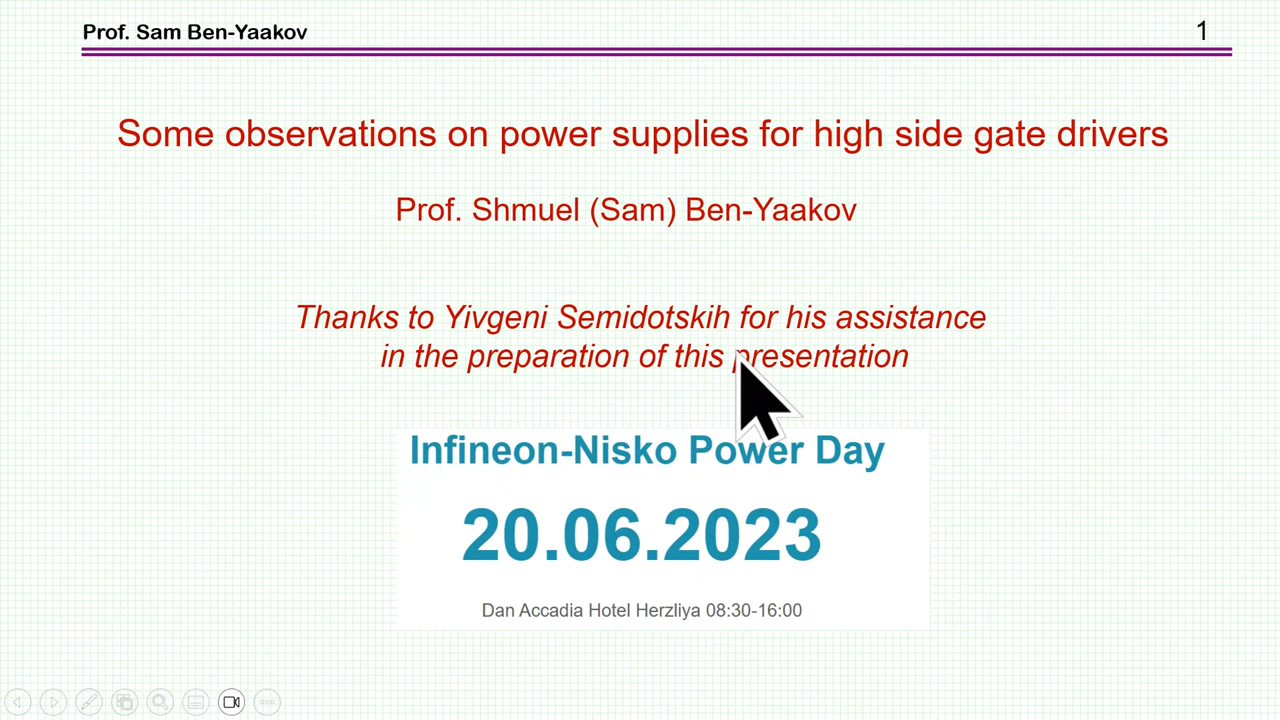 Prof. Sam Ben-Yaakov
1
Some observations on power supplies for high side gate drivers
Prof. Shmuel (Sam) Ben-Yaakov
Thanks to Yivgeni Semidotskih for his assistance
in the preparation of this presentation
Infineon-Nisko Power Day
20.06.2023
Dan Accadia Hotel Herzliya 08:30-16:00